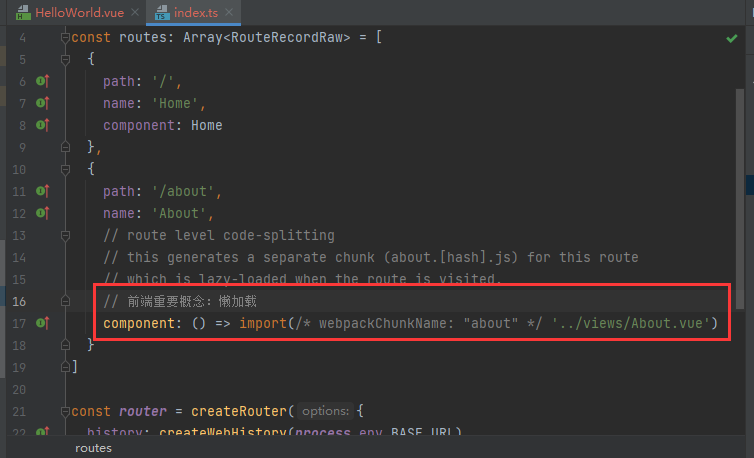 HelloWorld.vue × index.ts ×
4 const routes: Array<RouteRecordRaw> = [
5 {
6 path: '/',
7 name: 'Home',
8 component: Home
9 },
10 {
11 path: '/about',
12 name: 'About',
13 // route level code-splitting
14 // this generates a separate chunk (about.[hash].js) for this route
15 // which is lazy-loaded when the route is visited.
16 // 前端重要概念：懒加载
17 component: () => import(/* webpackChunkName: "about" */ '../views/About.vue')
18 }
19 ]
20
21 const router = createRouter( options: {
22 history: createWebHistory(process.env.BASE_URL)
routes